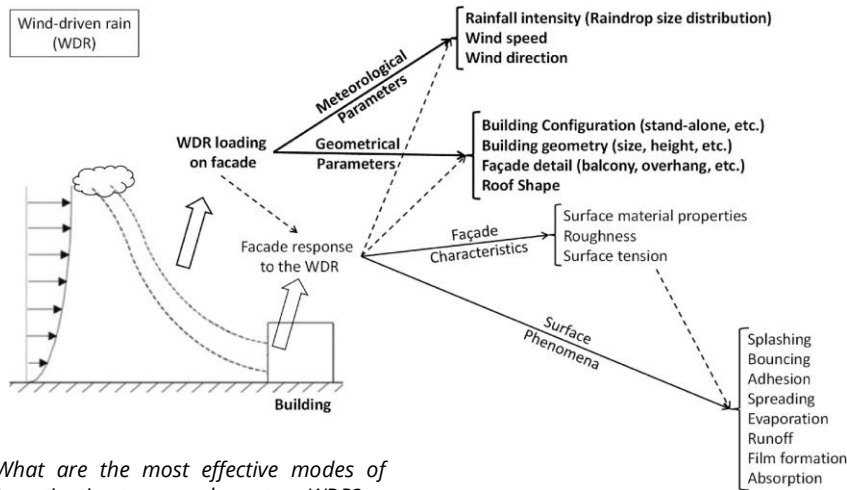 Wind-driven rain
(WDR)
Rainfall intensity (Raindrop size distribution)
Wind speed
Wind direction
Meteorological
Parameters
WDR loading
on facade
Geometrical
Parameters
Building Configuration (stand-alone, etc.)
Building geometry (size, height, etc.)
Façade detail (balcony, overhang, etc.)
Roof Shape
Facade response
to the WDR
Façade
Characteristics
Surface material properties
Roughness
Surface tension
Surface
Phenomena
Splashing
Bouncing
Adhesion
Spreading
Evaporation
Runoff
Film formation
Absorption
Building
What are the most effective modes of